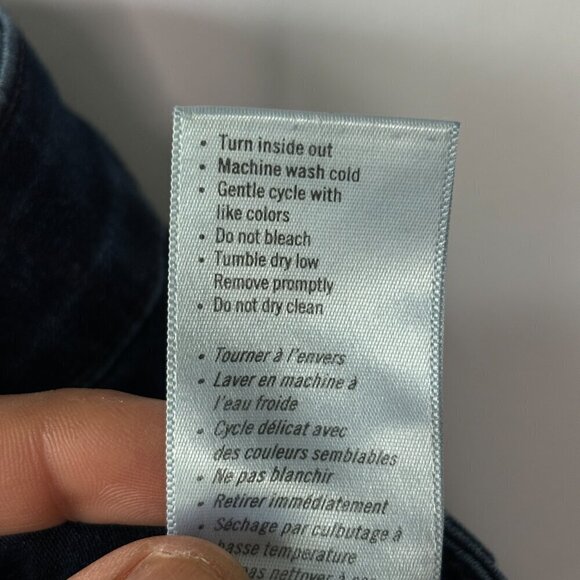 • Turn inside out
• Machine wash cold
• Gentle cycle with
like colors
• Do not bleach
• Tumble dry low
Remove promptly
• Do not dry clean
• Tourner à l'envers
• Laver en machine à
l'eau froide
• Cycle délicat avec
des couleurs semblables
• Ne pas blanchir
• Retirer immédiatement
• Séchage par culbutage à
basse température
pas nettoyer à